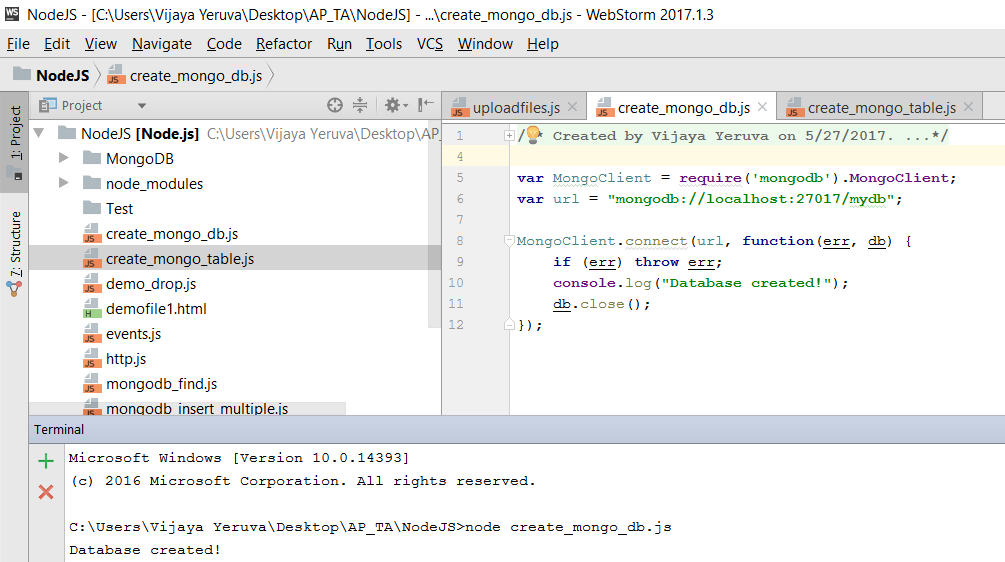 NodeJS - [C:\Users\Vijaya Yeruva\Desktop\AP_TA\NodeJS] - ...\create_mongo_db.js - WebStorm 2017.1.3
File Edit View Navigate Code Refactor Run Tools VCS Window Help
NodeJS create_mongo_db.js
1: Project
7: Structure
Project
NodeJS [Node.js] C:\Users\Vijaya Yeruva\Desktop\AP_
MongoDB
node_modules
Test
create_mongo_db.js
create_mongo_table.js
demo_drop.js
demofile1.html
events.js
http.js
mongodb_find.js
mongodb_insert_multiple.js
uploadfiles.js create_mongo_db.js create_mongo_table.js
1 /* Created by Vijaya Yeruva on 5/27/2017. ...*/
4
5 var MongoClient = require('mongodb').MongoClient;
6 var url = "mongodb://localhost:27017/mydb";
7
8 MongoClient.connect(url, function(err, db) {
9 if (err) throw err;
10 console.log("Database created!");
11 db.close();
12 });
Terminal
Microsoft Windows [Version 10.0.14393]
(c) 2016 Microsoft Corporation. All rights reserved.
C:\Users\Vijaya Yeruva\Desktop\AP_TA\NodeJS>node create_mongo_db.js
Database created!